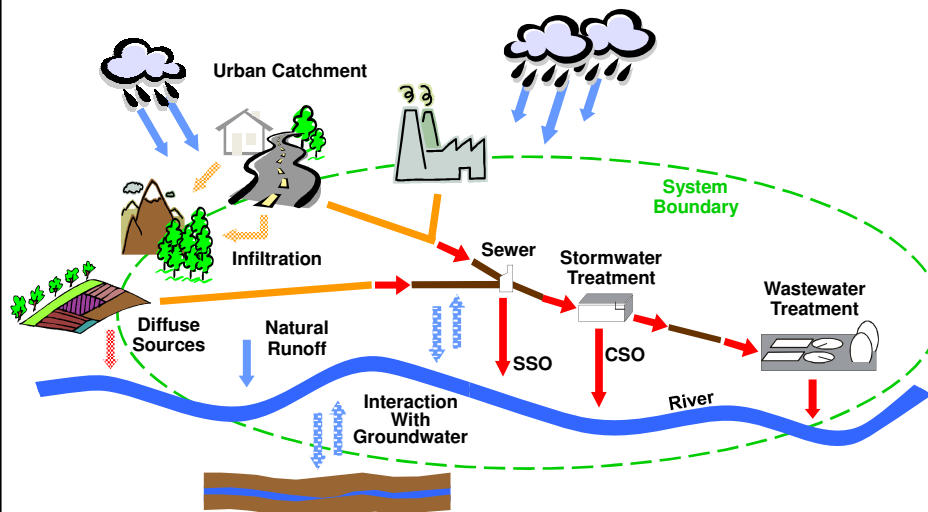 Urban Catchment
System
Boundary
Infiltration
Sewer
Stormwater
Treatment
Wastewater
Treatment
Diffuse
Sources
Natural
Runoff
SSO
CSO
River
Interaction
With
Groundwater